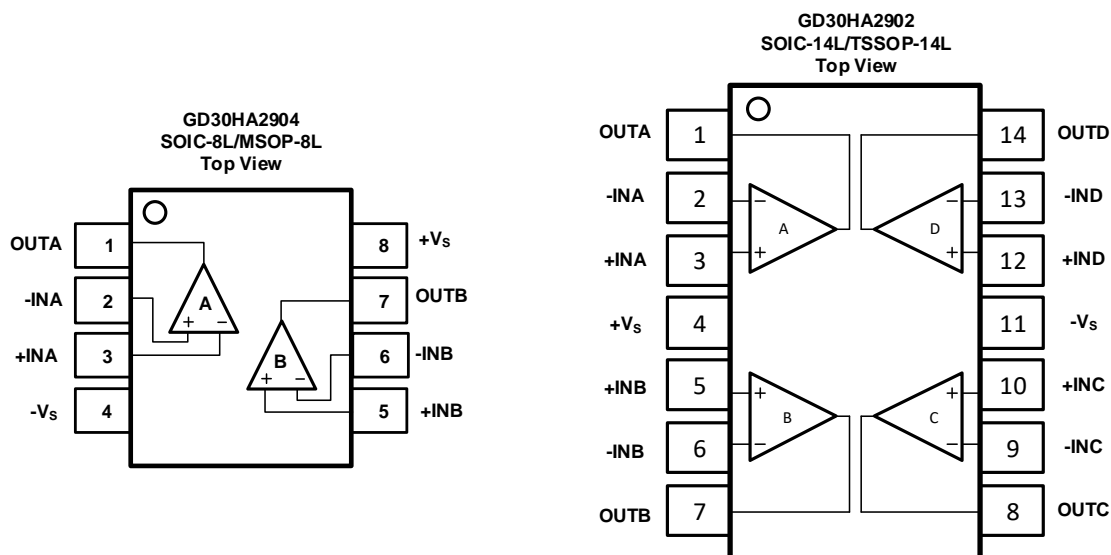 GD30HA2904
SOIC-8L/MSOP-8L
Top View
OUTA 1 8 +Vs
-INA 2 A 7 OUTB
+ −
+INA 3 B 6 -INB
+ −
-Vs 4 5 +INB
GD30HA2902
SOIC-14L/TSSOP-14L
Top View
OUTA 1 14 OUTD
-INA 2 − − 13 -IND
A D
+INA 3 + + 12 +IND
+Vs 4 11 -Vs
+INB 5 + + 10 +INC
B C
-INB 6 − − 9 -INC
OUTB 7 8 OUTC